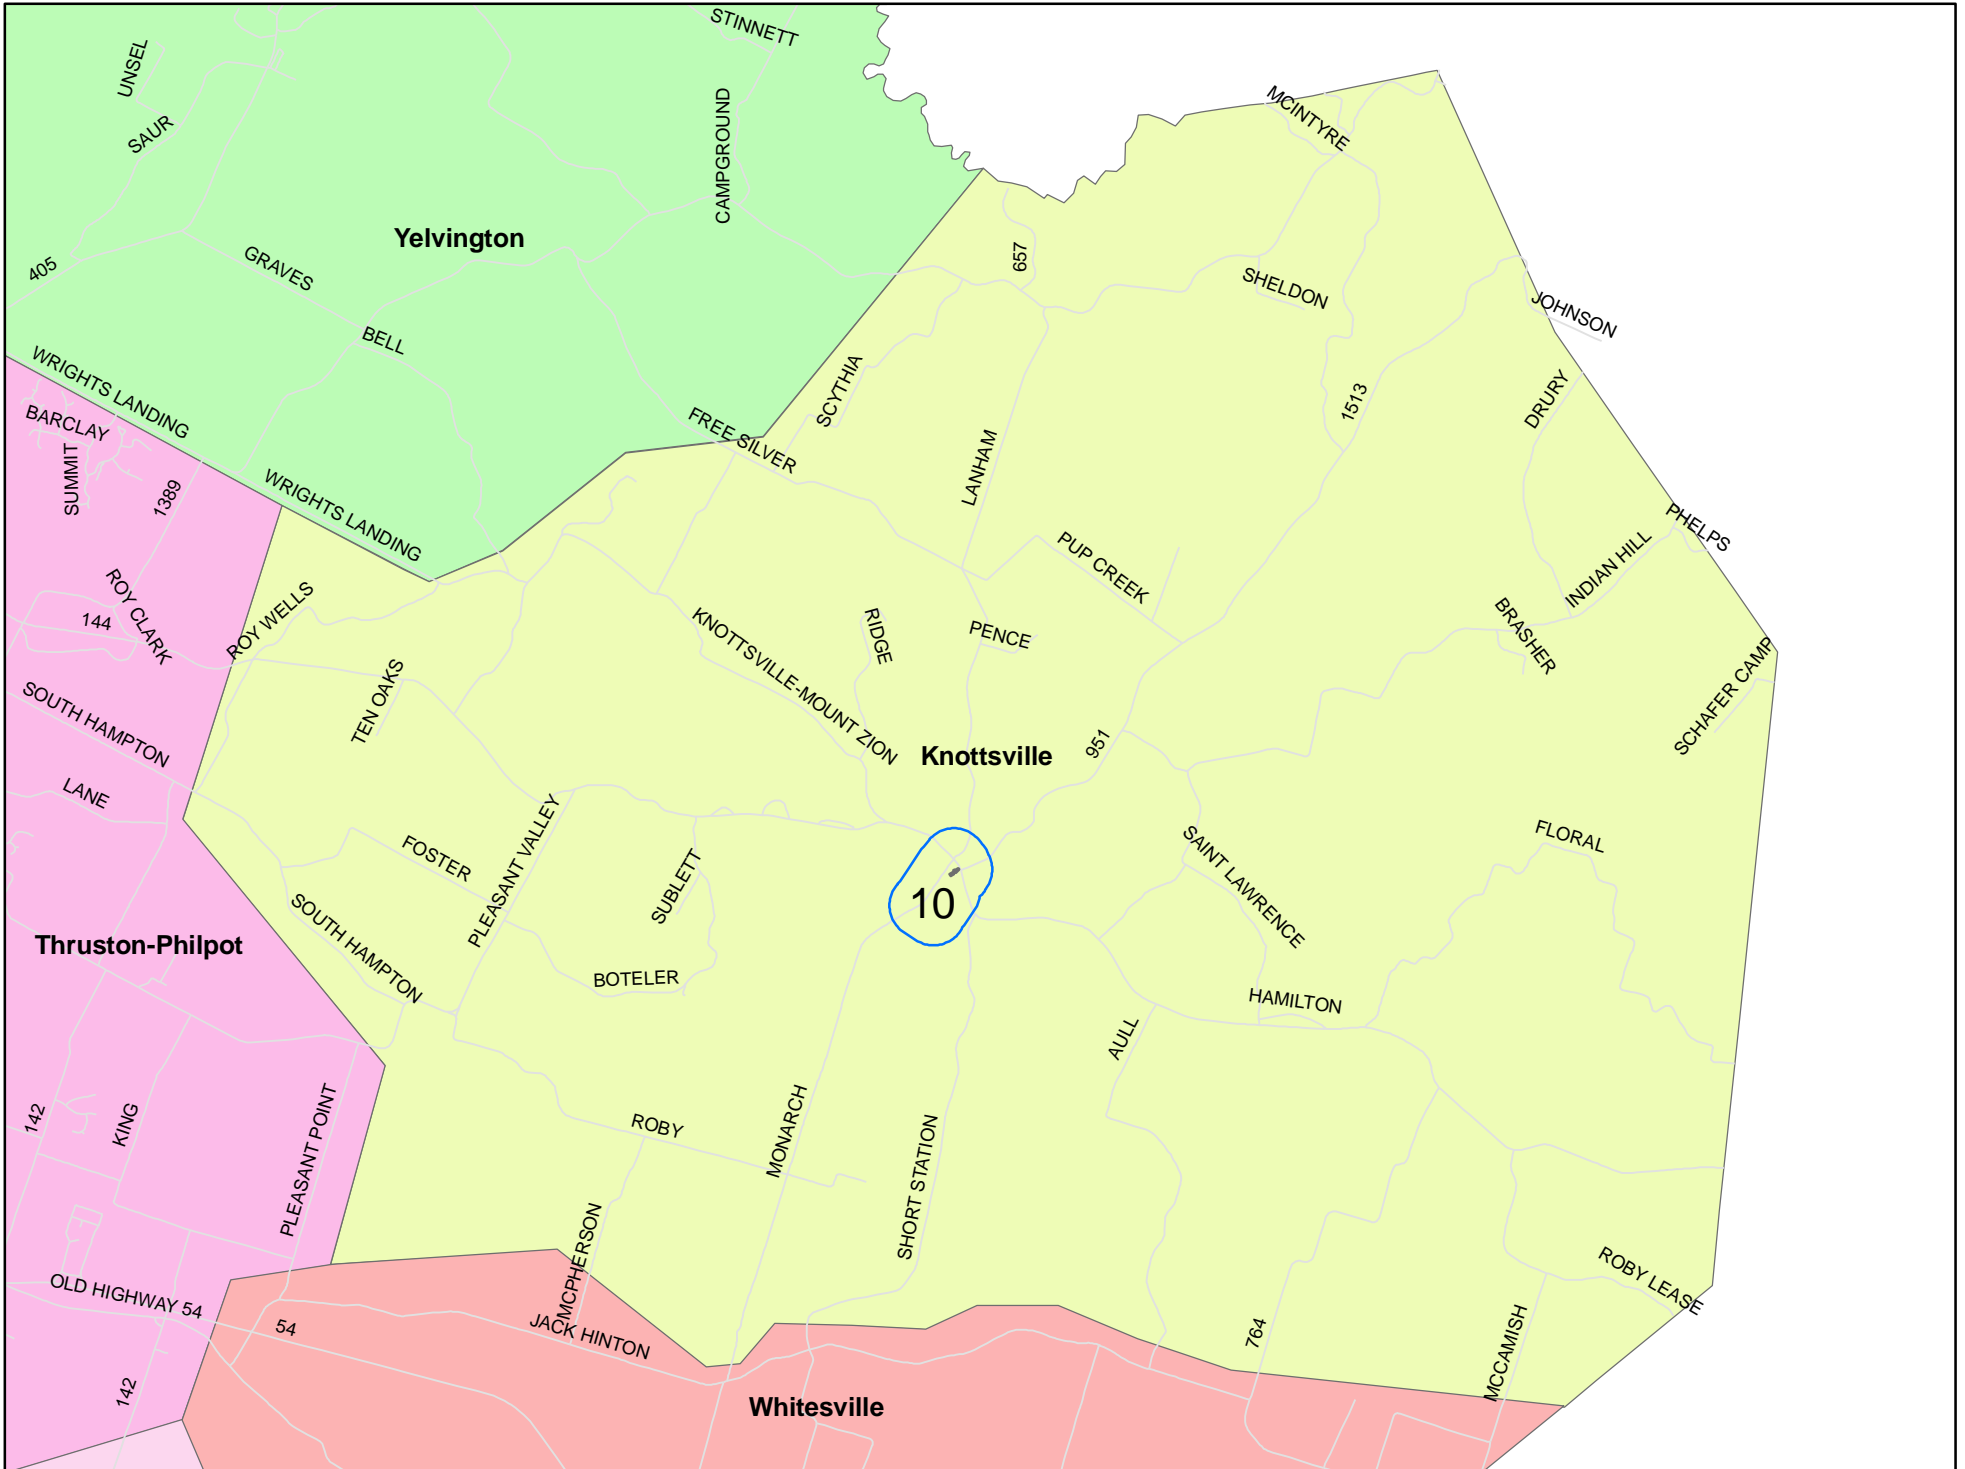 STINNETT
UNSEL
SAUR
CAMPGROUND
MCINTYRE
Yelvington
405
GRAVES
657
SHELDON
JOHNSON
BELL
WRIGHTS LANDING
BARCLAY
SUMMIT
1389
WRIGHTS LANDING
SCYTHIA
FREE SILVER
LANHAM
1513
DRURY
PHELPS
INDIAN HILL
PUP CREEK
ROY CLARK
144
ROY WELLS
RIDGE
PENCE
BRASHER
KNOTTSVILLE-MOUNT ZION
TEN OAKS
SCHAFER CAMP
SOUTH HAMPTON
LANE
951
Knottsville
FOSTER
PLEASANT VALLEY
SUBLETT
SAINT LAWRENCE
FLORAL
10
SOUTH HAMPTON
Thruston-Philpot
BOTELER
HAMILTON
AULL
142
KING
PLEASANT POINT
ROBY
MONARCH
SHORT STATION
MCPHERSON
ROBY LEASE
OLD HIGHWAY 54
54
JACK HINTON
764
MCCAMISH
142
Whitesville